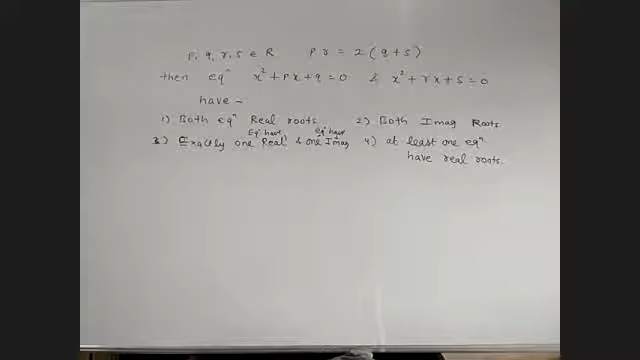 p, q, r, s ∈ R   pr = 2 (q+s)
then eqⁿ x² + px + q = 0 & x² + rx + s = 0
have –
1) Both eqⁿ Real roots   2) Both Imag Roots
Eqⁿ have   eqⁿ have
3) Exactly one Real & one Imag   4) at least one eqⁿ
have real roots.